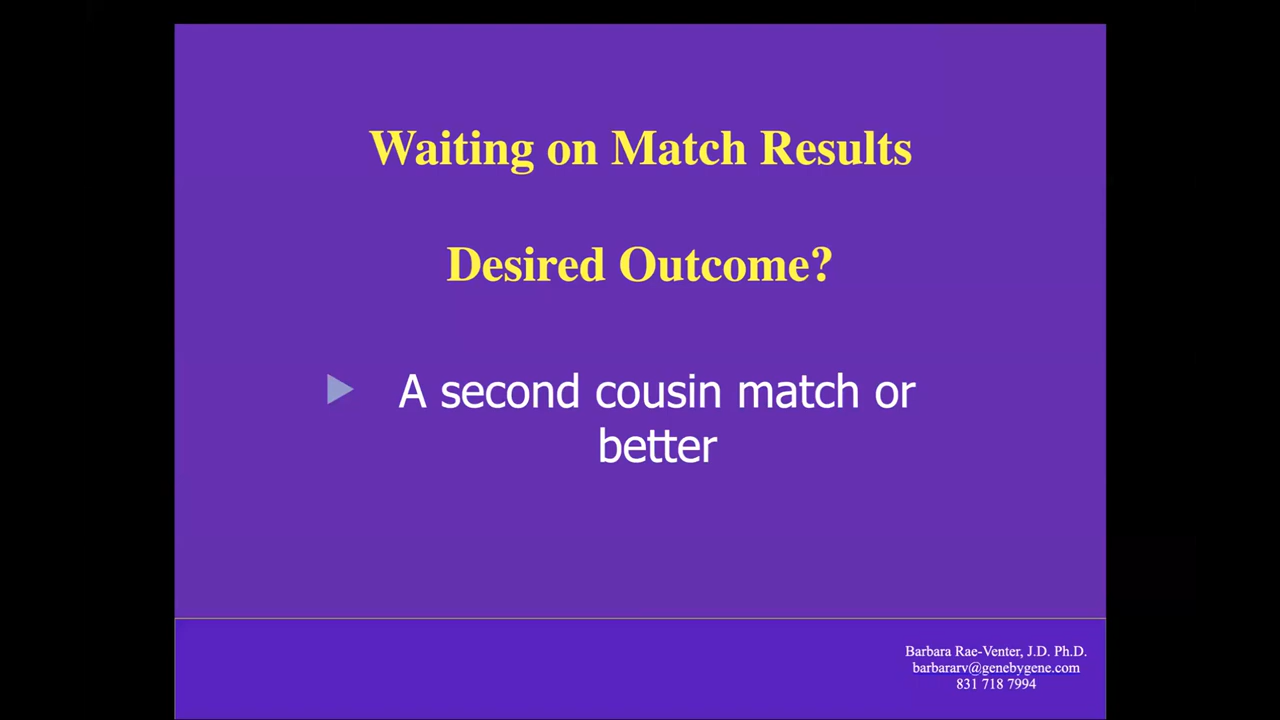 Waiting on Match Results
Desired Outcome?
A second cousin match or
better
Barbara Rae-Venter, J.D. Ph.D.
barbararv@genebygene.com
831 718 7994